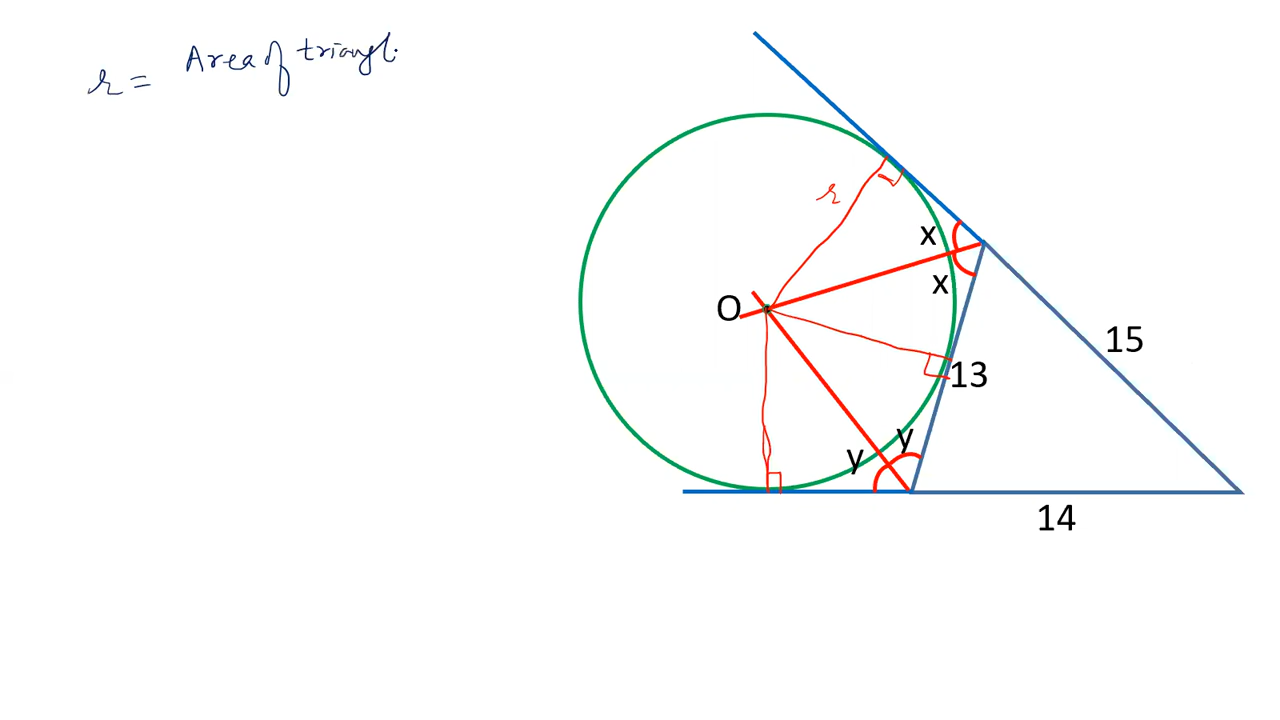 r = Area of triangl.
r
x
x
O
15
13
y
y
14